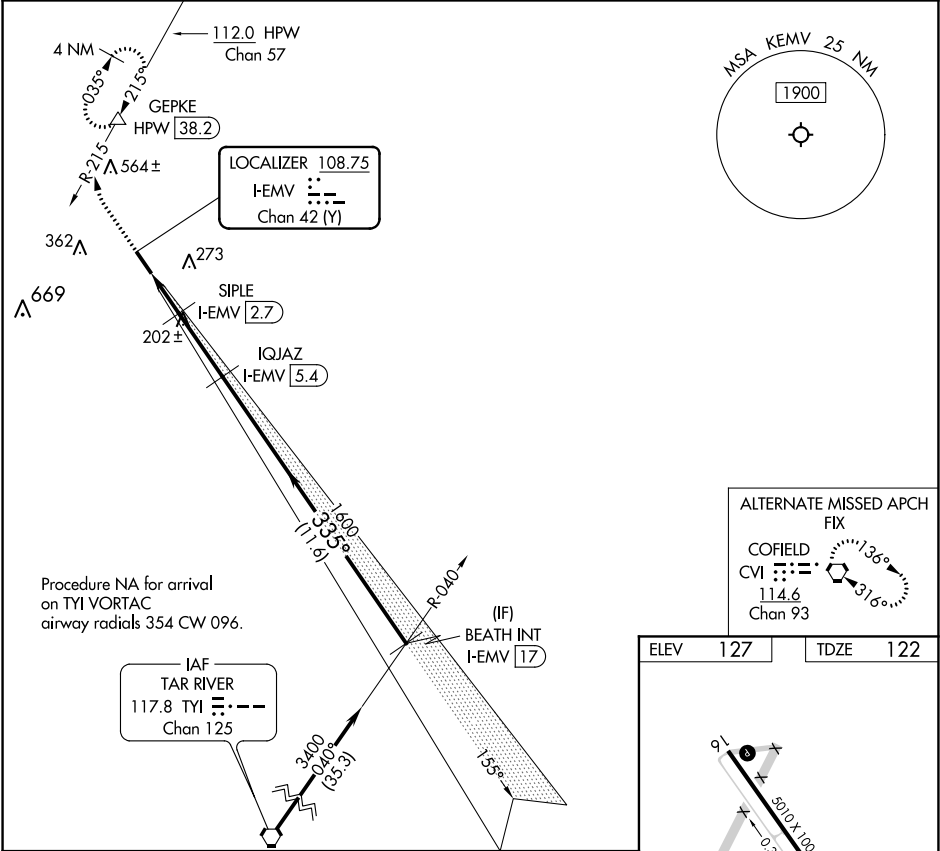 112.0 HPW
Chan 57
4 NM
035°
215°
GEPKE
HPW 38.2
R-215
564±
MSA KEMV 25 NM
1900
LOCALIZER 108.75
I-EMV
Chan 42 (Y)
362
273
669
SIPLE
I-EMV 2.7
202±
IQJAZ
I-EMV 5.4
1600
335°
(11.6)
R-040
(IF)
BEATH INT
I-EMV 17
Procedure NA for arrival
on TYI VORTAC
airway radials 354 CW 096.
IAF
TAR RIVER
117.8 TYI
Chan 125
3400
040°
(35.3)
155°
ALTERNATE MISSED APCH
FIX
COFIELD
CVI
114.6
Chan 93
136°
316°
ELEV 127
TDZE 122
16
P
5010 X 100